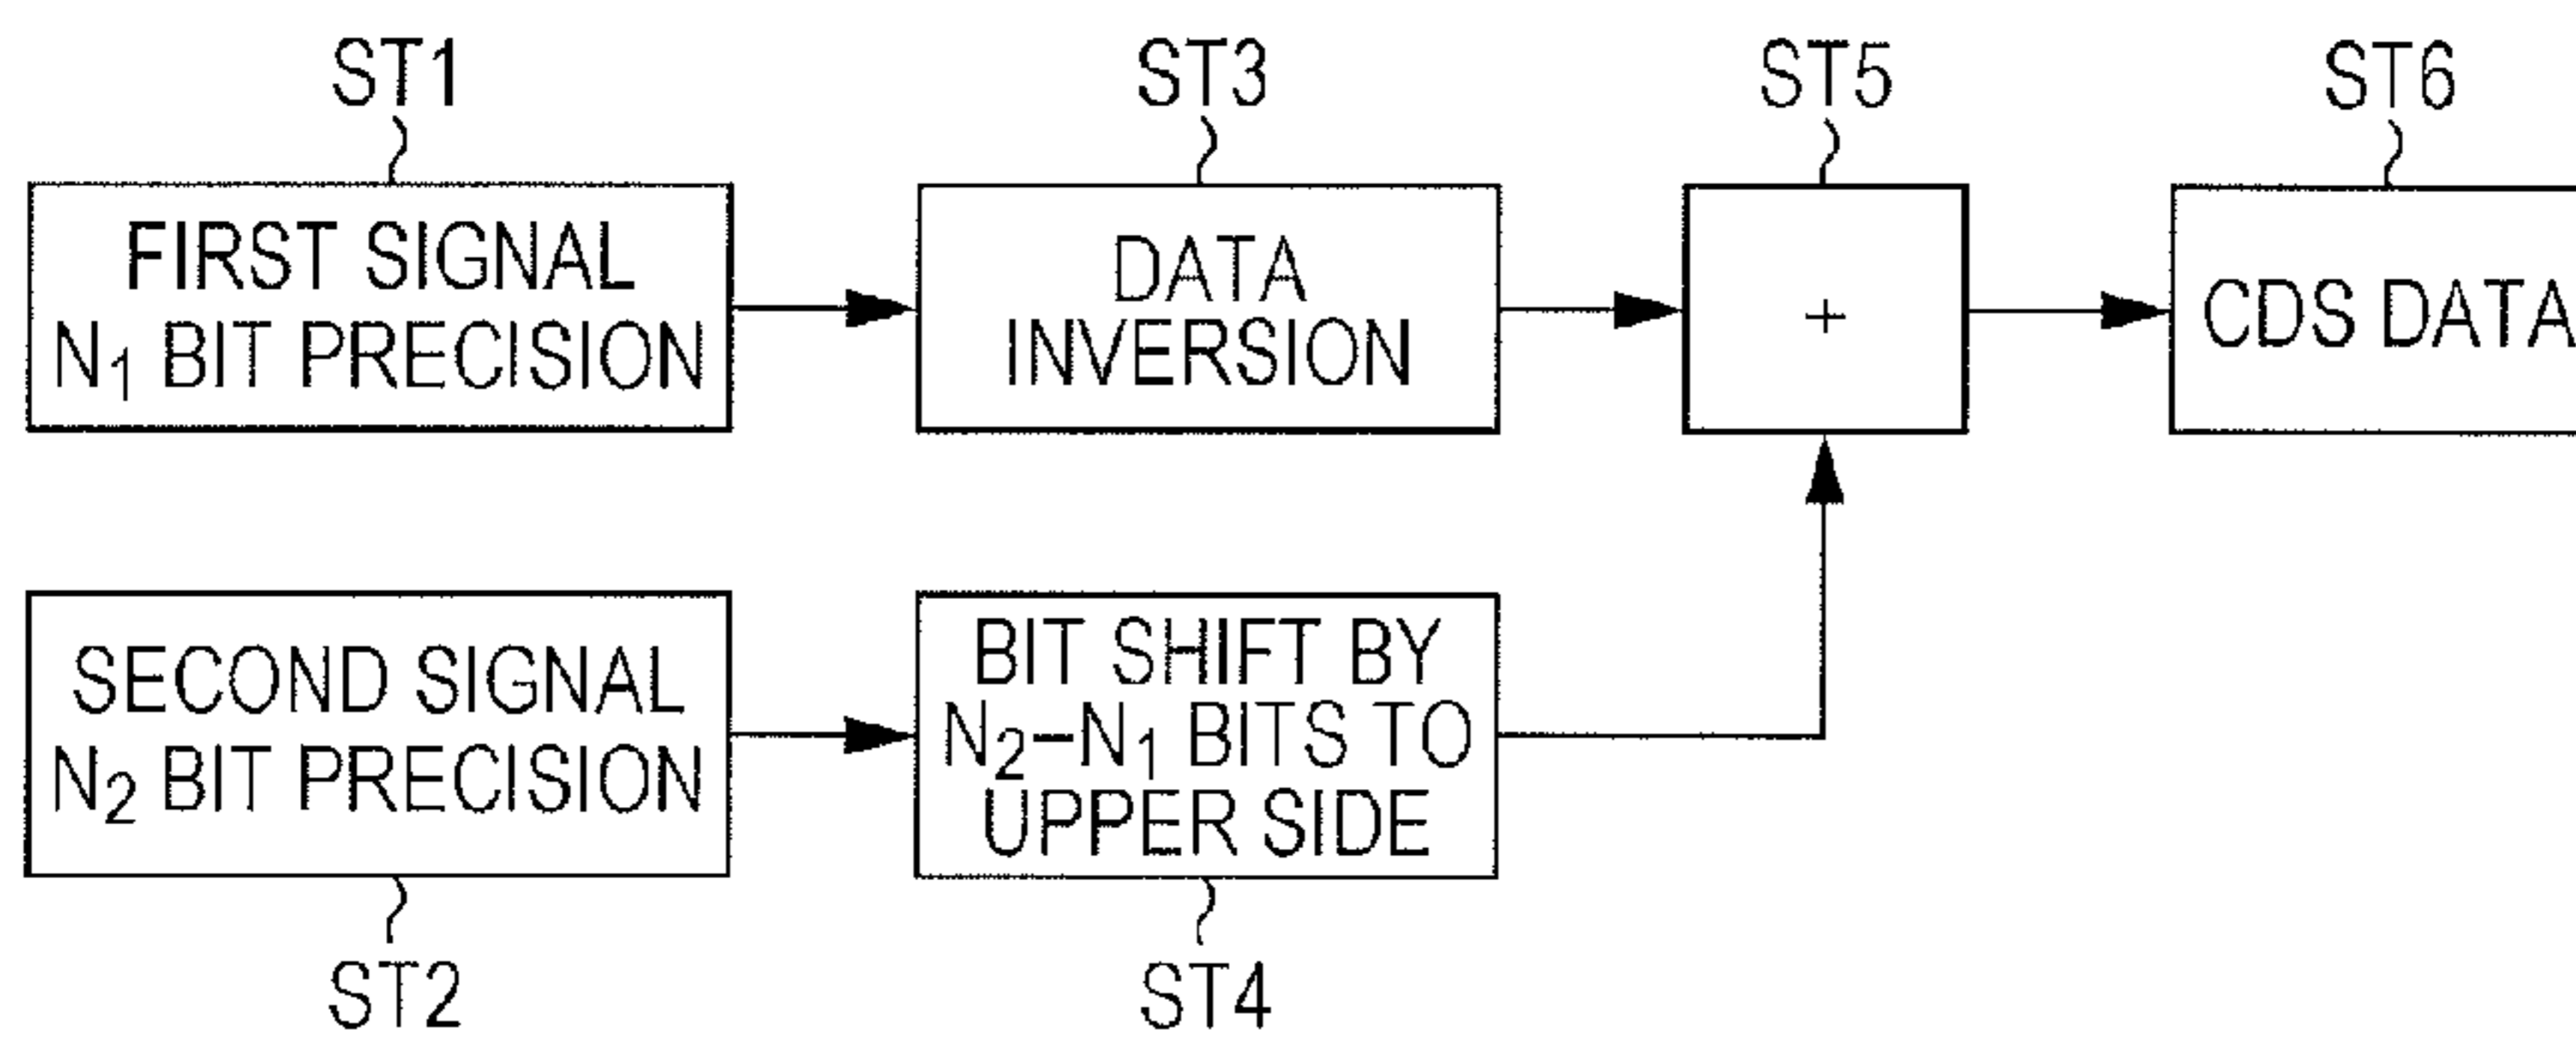 ST1
FIRST SIGNAL
N₁ BIT PRECISION
ST3
DATA
INVERSION
ST5
+
ST6
CDS DATA
SECOND SIGNAL
N₂ BIT PRECISION
ST2
BIT SHIFT BY
N₂–N₁ BITS TO
UPPER SIDE
ST4